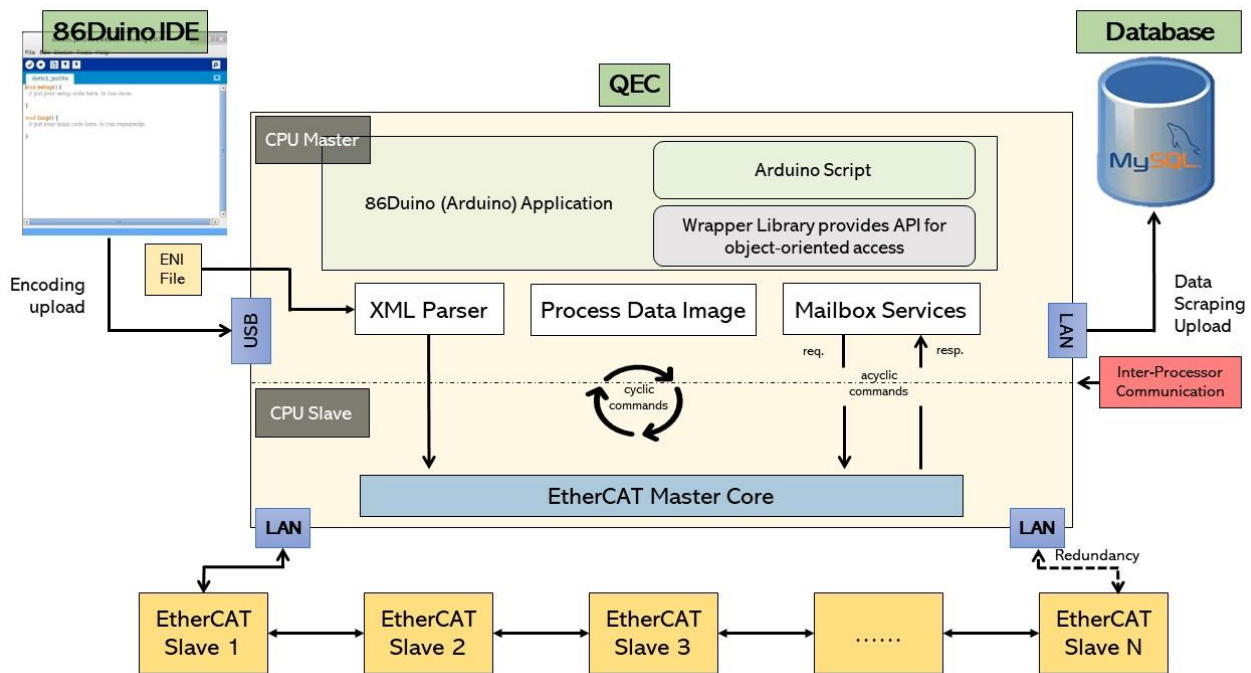 86Duino IDE
Database
QEC
CPU Master
Arduino Script
86Duino (Arduino) Application
Wrapper Library provides API for
object-oriented access
MySQL
ENI
File
Encoding
upload
USB
XML Parser
Process Data Image
Mailbox Services
LAN
Data
Scraping
Upload
req.
resp.
cyclic
commands
acyclic
commands
Inter-Processor
Communication
CPU Slave
EtherCAT Master Core
LAN
LAN
Redundancy
EtherCAT
Slave 1
EtherCAT
Slave 2
EtherCAT
Slave 3
......
EtherCAT
Slave N